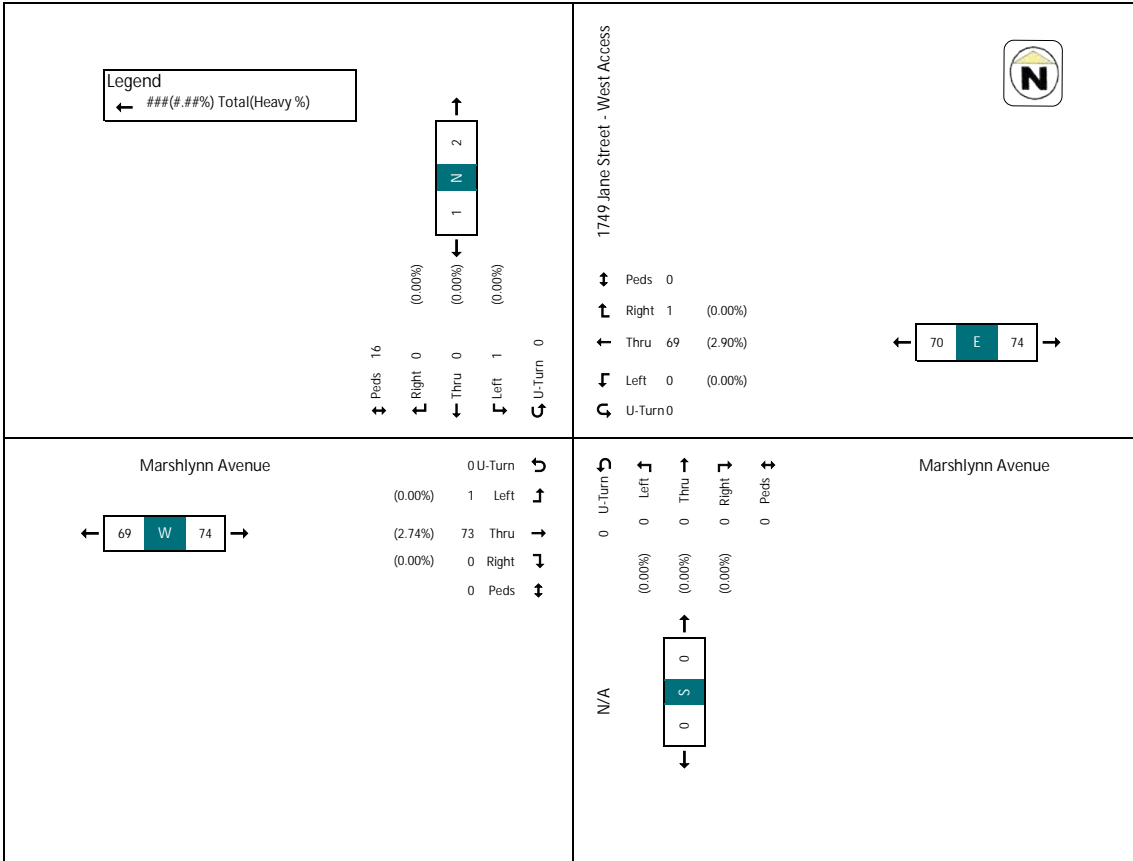 Legend
###(#.##%) Total(Heavy %)
2
N
1
(0.00%)
(0.00%)
(0.00%)
Peds 16
Right 0
Thru 0
Left 1
U-Turn 0
1749 Jane Street - West Access
N
Peds 0
Right 1 (0.00%)
Thru 69 (2.90%)
Left 0 (0.00%)
U-Turn 0
70 E 74
Marshlynn Avenue
69 W 74
0 U-Turn
(0.00%) 1 Left
(2.74%) 73 Thru
(0.00%) 0 Right
0 Peds
0 U-Turn
(0.00%) 0 Left
(0.00%) 0 Thru
(0.00%) 0 Right
0 Peds
N/A
0
S
0
Marshlynn Avenue